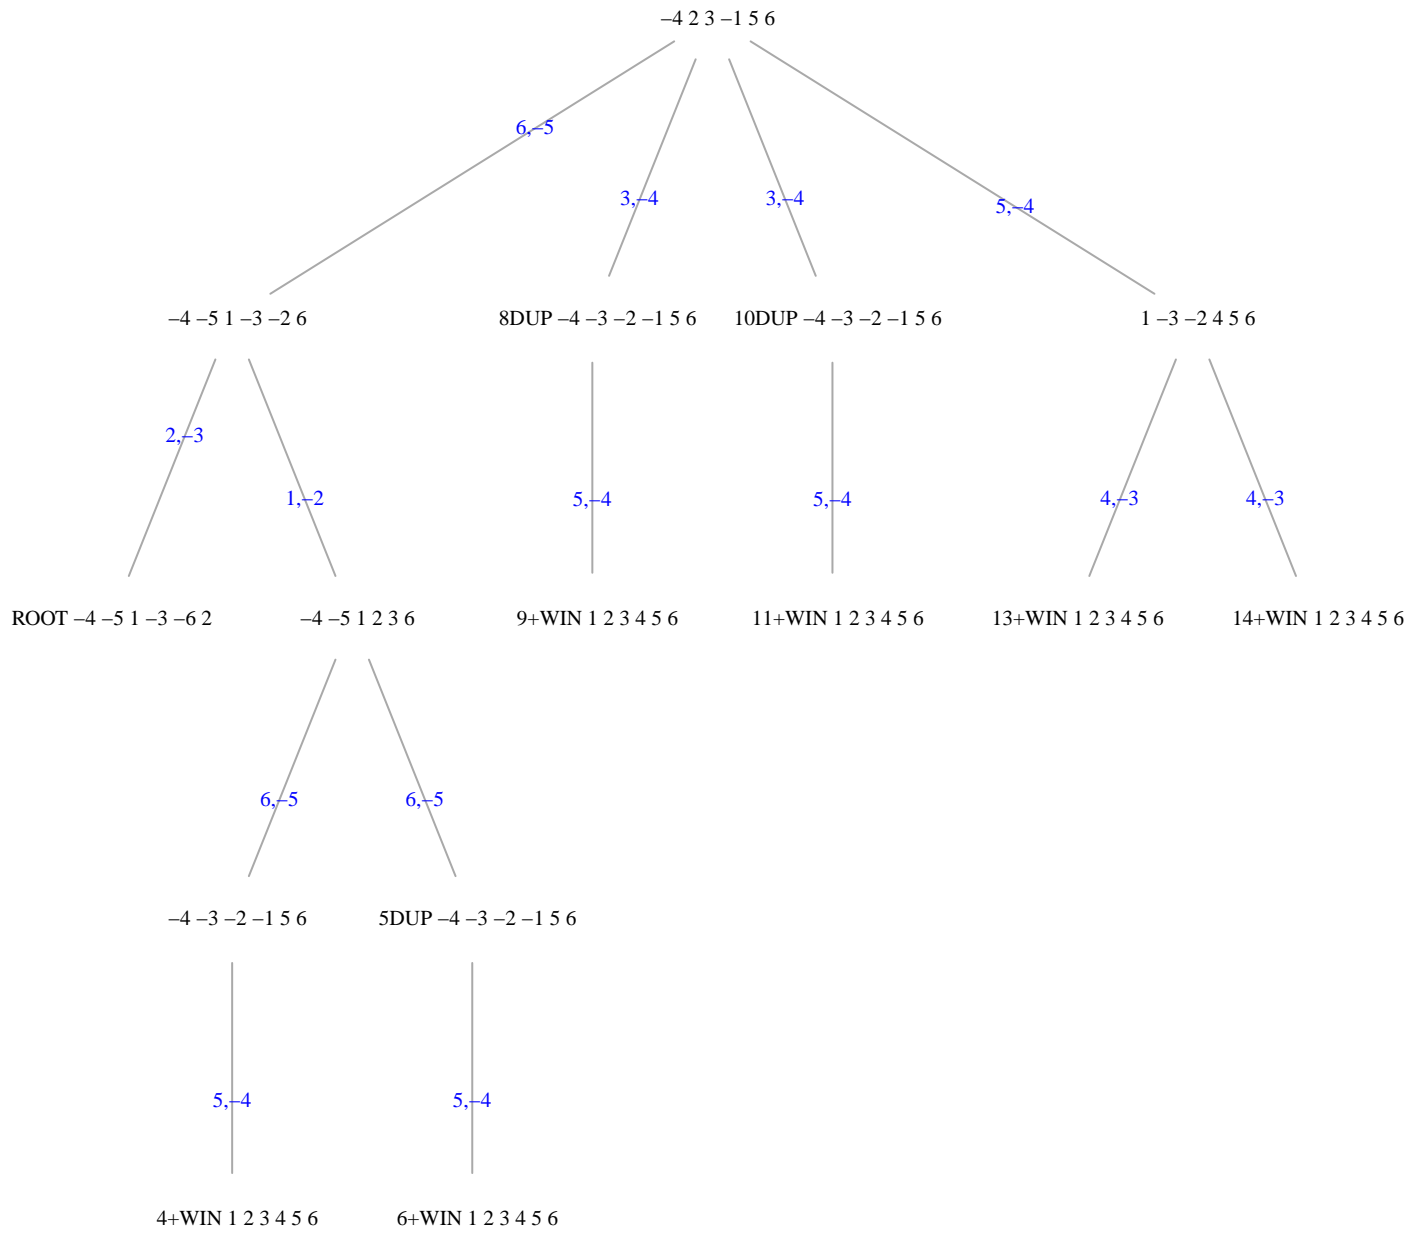 –4 2 3 –1 5 6
6,–5
3,–4
3,–4
5,–4
–4 –5 1 –3 –2 6
8DUP –4 –3 –2 –1 5 6
10DUP –4 –3 –2 –1 5 6
1 –3 –2 4 5 6
2,–3
1,–2
5,–4
5,–4
4,–3
4,–3
ROOT –4 –5 1 –3 –6 2
–4 –5 1 2 3 6
9+WIN 1 2 3 4 5 6
11+WIN 1 2 3 4 5 6
13+WIN 1 2 3 4 5 6
14+WIN 1 2 3 4 5 6
6,–5
6,–5
–4 –3 –2 –1 5 6
5DUP –4 –3 –2 –1 5 6
5,–4
5,–4
4+WIN 1 2 3 4 5 6
6+WIN 1 2 3 4 5 6